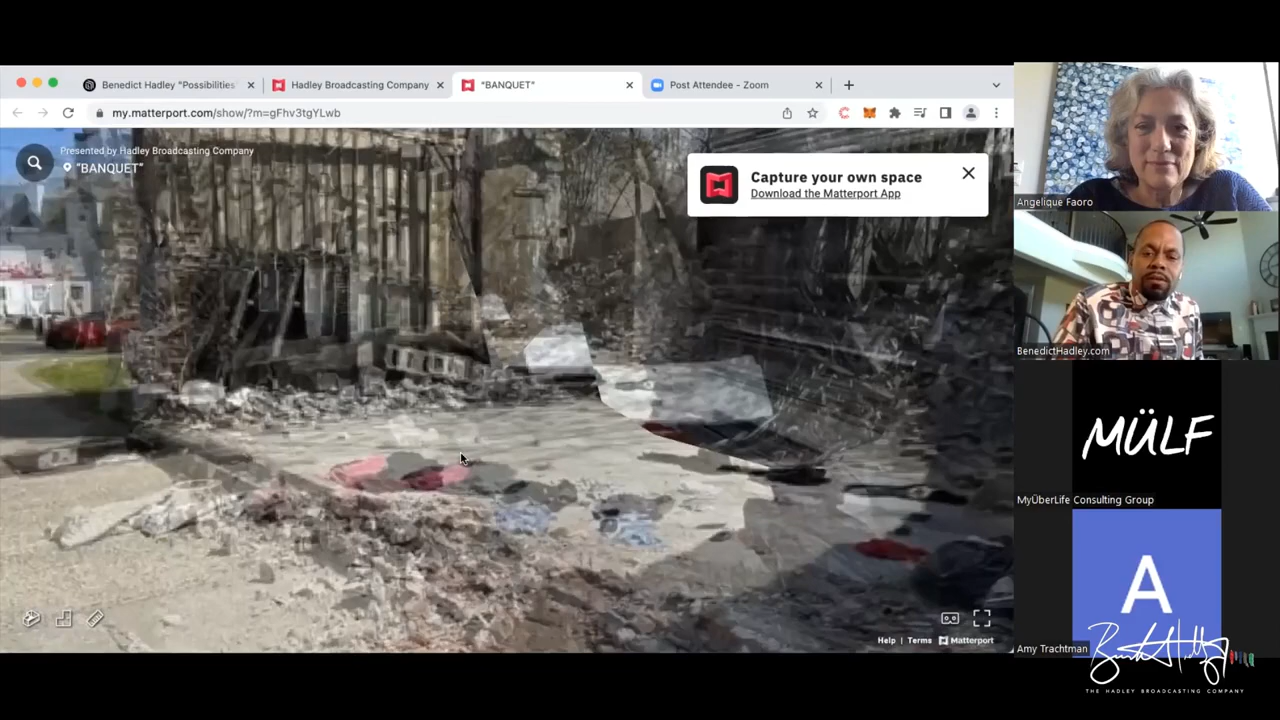 Benedict Hadley "Possibilities"
Hadley Broadcasting Company
"BANQUET"
Post Attendee - Zoom
my.matterport.com/show/?m=gFhv3tgYLwb
Presented by Hadley Broadcasting Company
"BANQUET"
Capture your own space
Download the Matterport App
Help | Terms Matterport
Angelique Faoro
BenedictHadley.com
MÜLF
MyÜberLife Consulting Group
A
Amy Trachtman
THE HADLEY BROADCASTING COMPANY